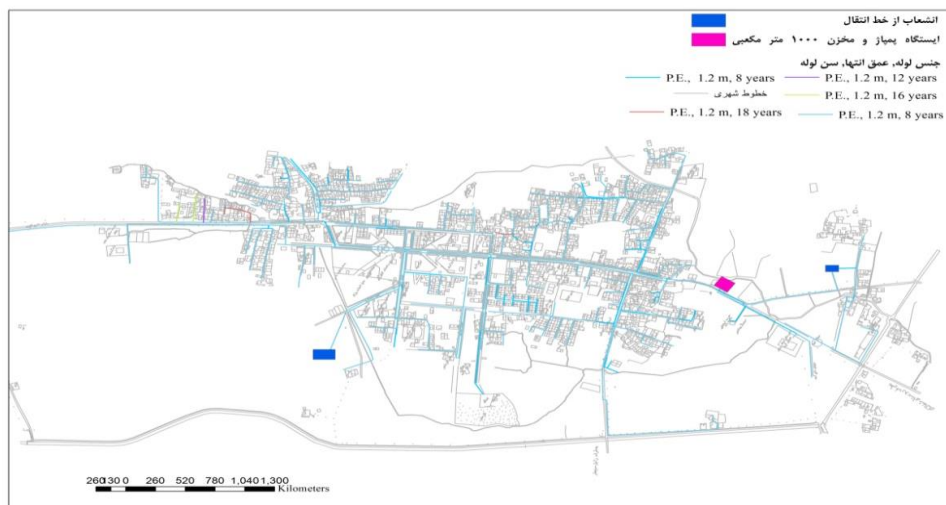 انشعاب از خط انتقال
ایستگاه پمپاژ و مخزن ۱۰۰۰ متر مکعبی
جنس لوله, عمق انتها, سن لوله
P.E., 1.2 m, 8 years
P.E., 1.2 m, 12 years
خطوط شهری
P.E., 1.2 m, 16 years
P.E., 1.2 m, 18 years
P.E., 1.2 m, 8 years
260 130 0 260 520 780 1,040 1,300
Kilometers